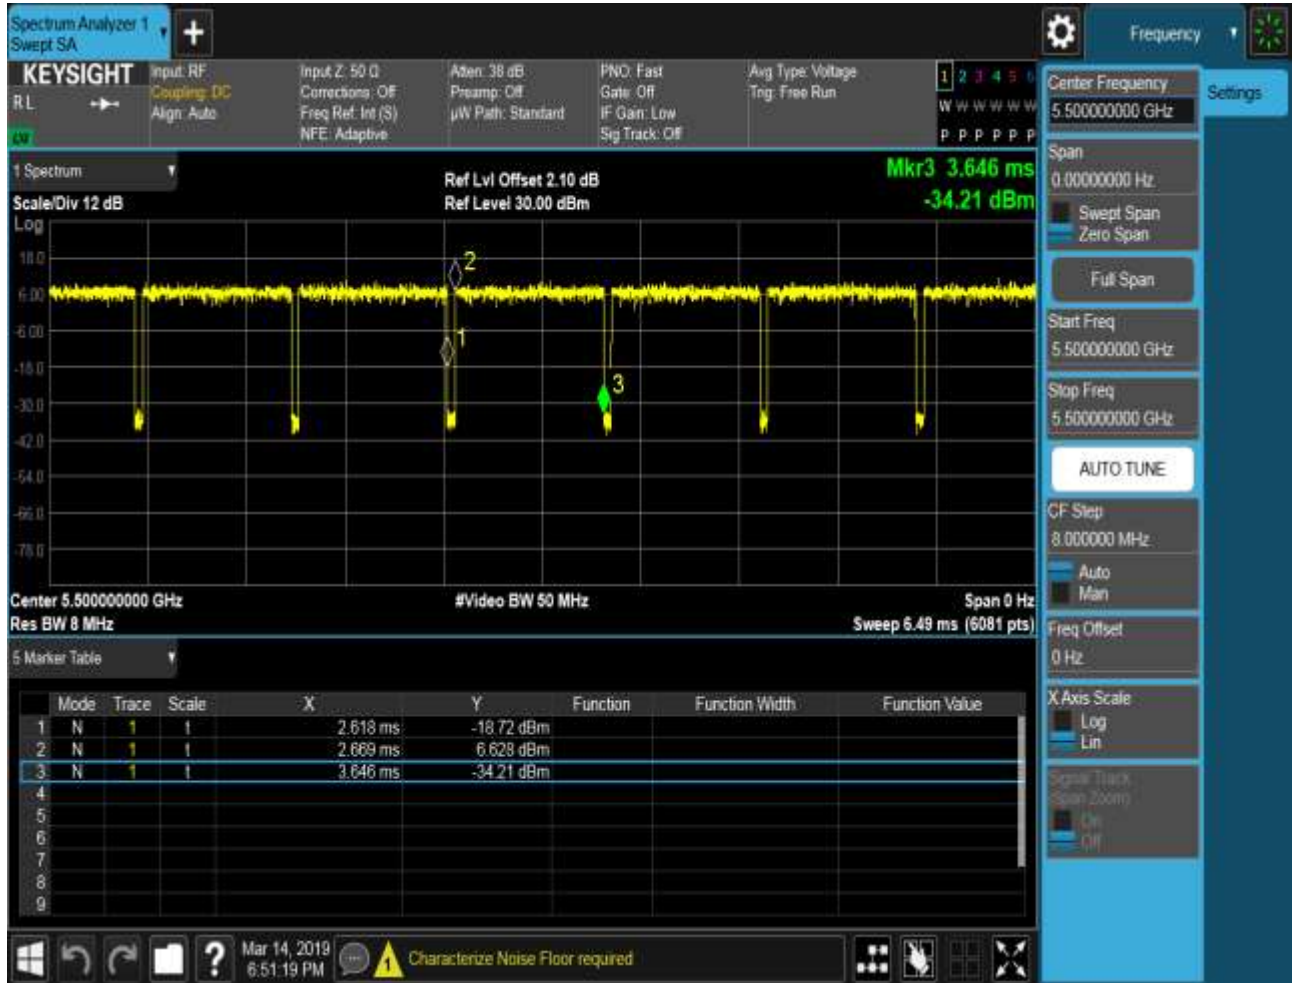 Spectrum Analyzer 1
Swept SA
+
Frequency
KEYSIGHT
R L
Input: RF
Coupling: DC
Align: Auto
Input Z: 50 Ω
Corrections: Off
Freq Ref: Int (S)
NFE: Adaptive
Atten: 38 dB
Preamp: Off
µW Path: Standard
PNO: Fast
Gate: Off
IF Gain: Low
Sig Track: Off
Avg Type: Voltage
Trig: Free Run
1 2 3 4 5 6
W W W W W W
P P P P P P
1 Spectrum
Scale/Div 12 dB
Ref Lvl Offset 2.10 dB
Ref Level 30.00 dBm
Mkr3 3.646 ms
-34.21 dBm
Log
18.0
6.00
-6.00
-18.0
-30.0
-42.0
-54.0
-66.0
-78.0
2
1
3
Center 5.500000000 GHz
Res BW 8 MHz
#Video BW 50 MHz
Span 0 Hz
Sweep 6.49 ms (6081 pts)
5 Marker Table
Mode Trace Scale X Y Function Function Width Function Value
1 N 1 t 2.618 ms -18.72 dBm
2 N 1 t 2.669 ms 6.628 dBm
3 N 1 t 3.646 ms -34.21 dBm
4
5
6
7
8
9
?
Mar 14, 2019
6:51:19 PM
1
Characterize Noise Floor required
Center Frequency
5.500000000 GHz
Settings
Span
0.00000000 Hz
Swept Span
Zero Span
Full Span
Start Freq
5.500000000 GHz
Stop Freq
5.500000000 GHz
AUTO TUNE
CF Step
8.000000 MHz
Auto
Man
Freq Offset
0 Hz
X Axis Scale
Log
Lin
Signal Track
(Span Zoom)
On
Off